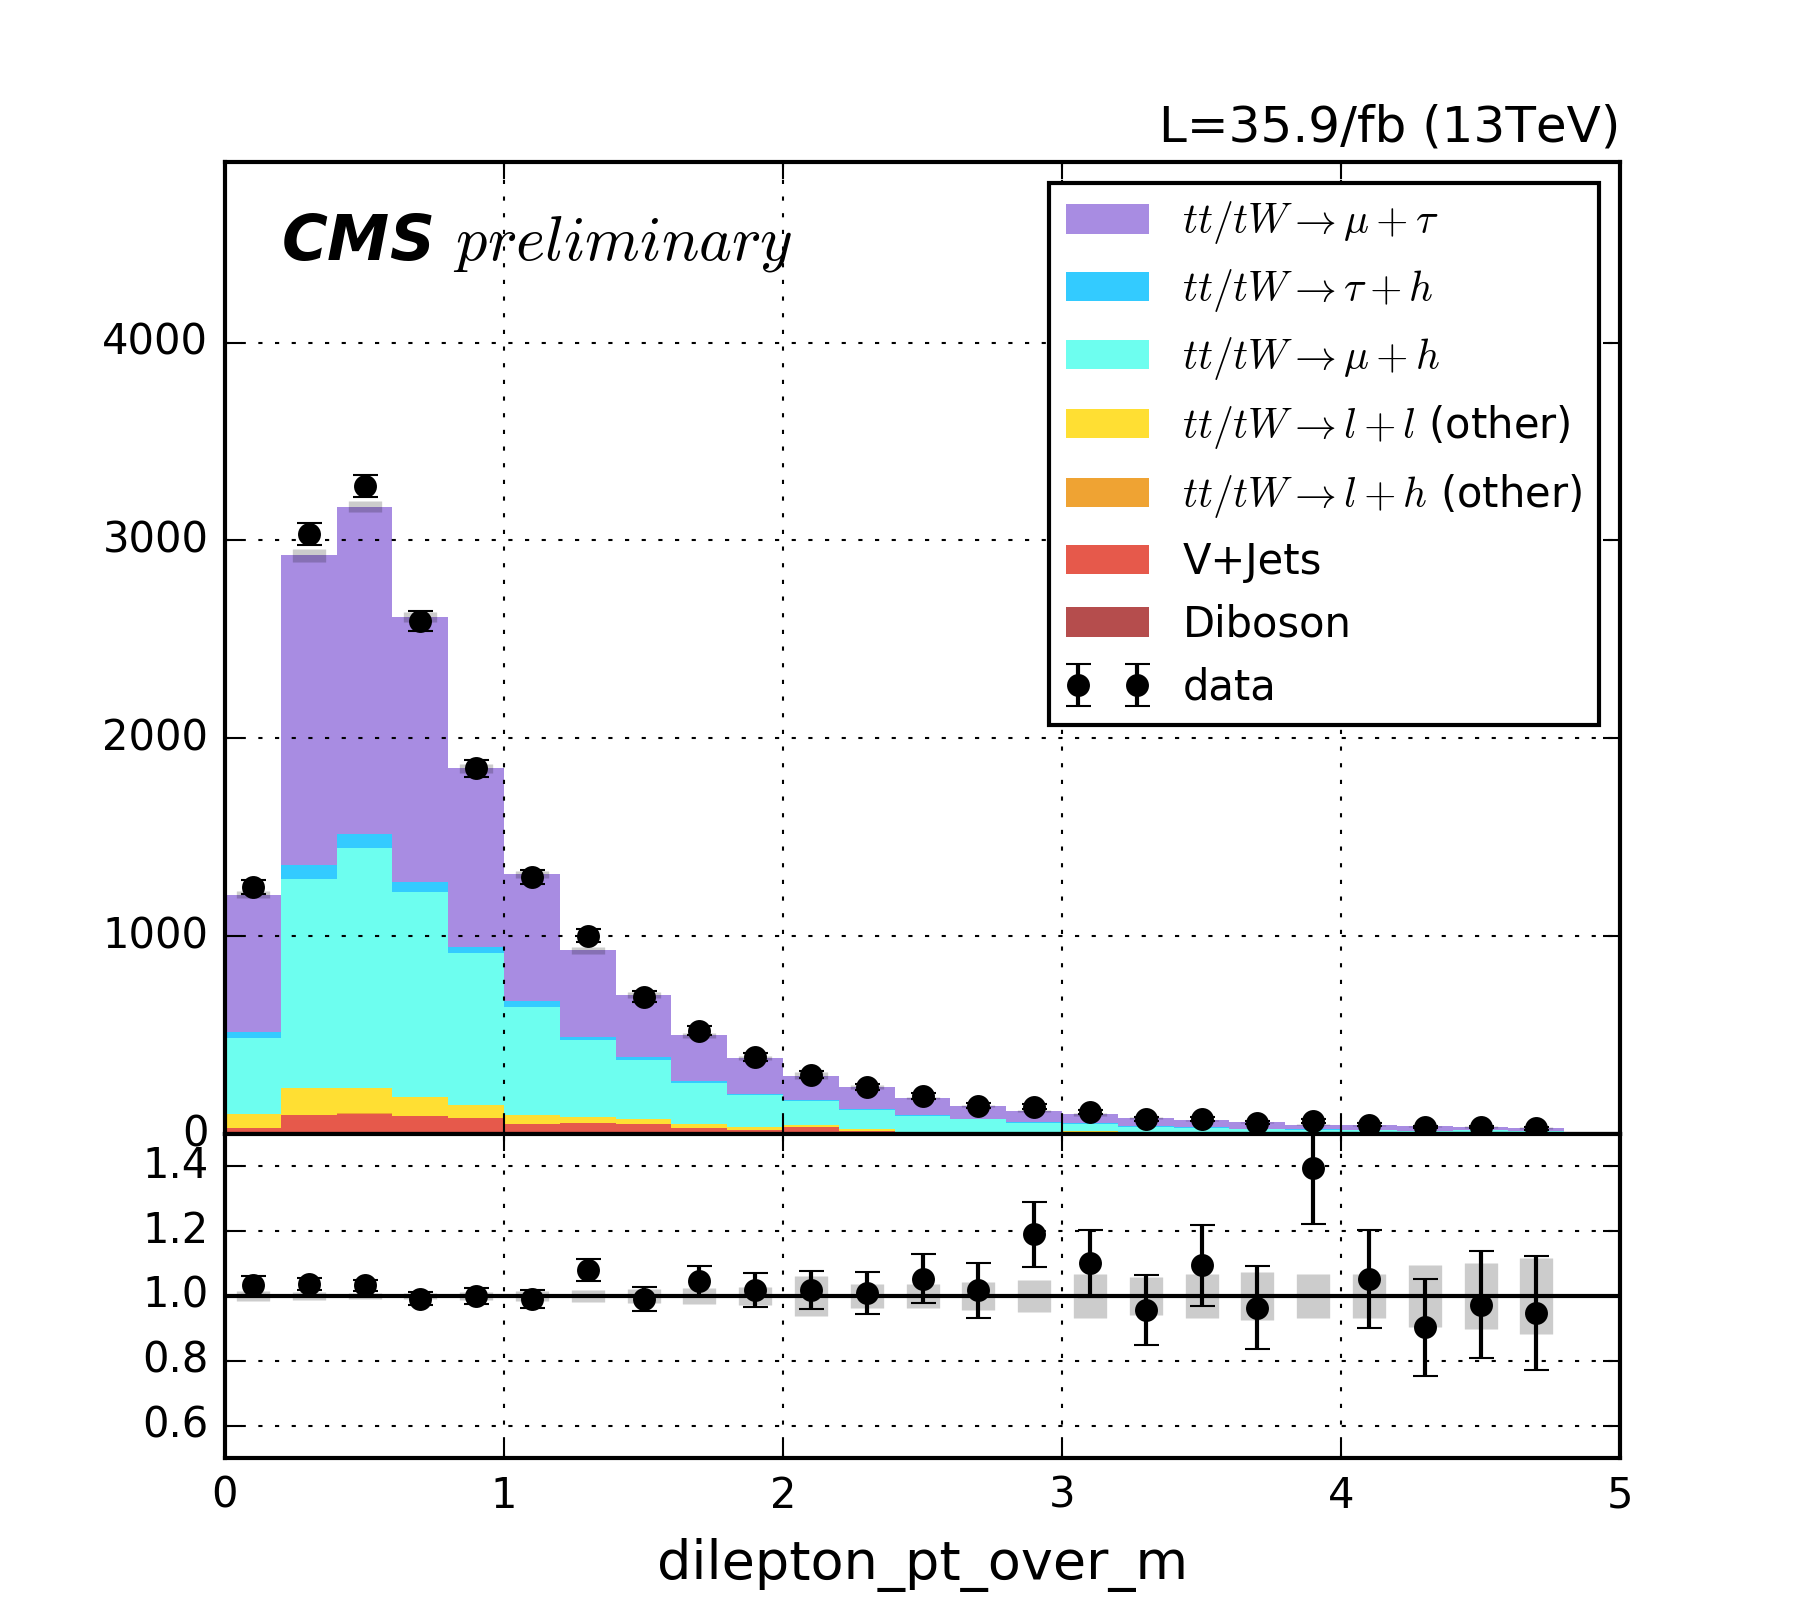 L=35.9/fb (13TeV)
CMS preliminary
tt/tW→μ+τ
tt/tW→τ+h
tt/tW→μ+h
tt/tW→l+l (other)
tt/tW→l+h (other)
V+Jets
Diboson
data
4000
3000
2000
1000
0
1.4
1.2
1.0
0.8
0.6
0 1 2 3 4 5
dilepton_pt_over_m